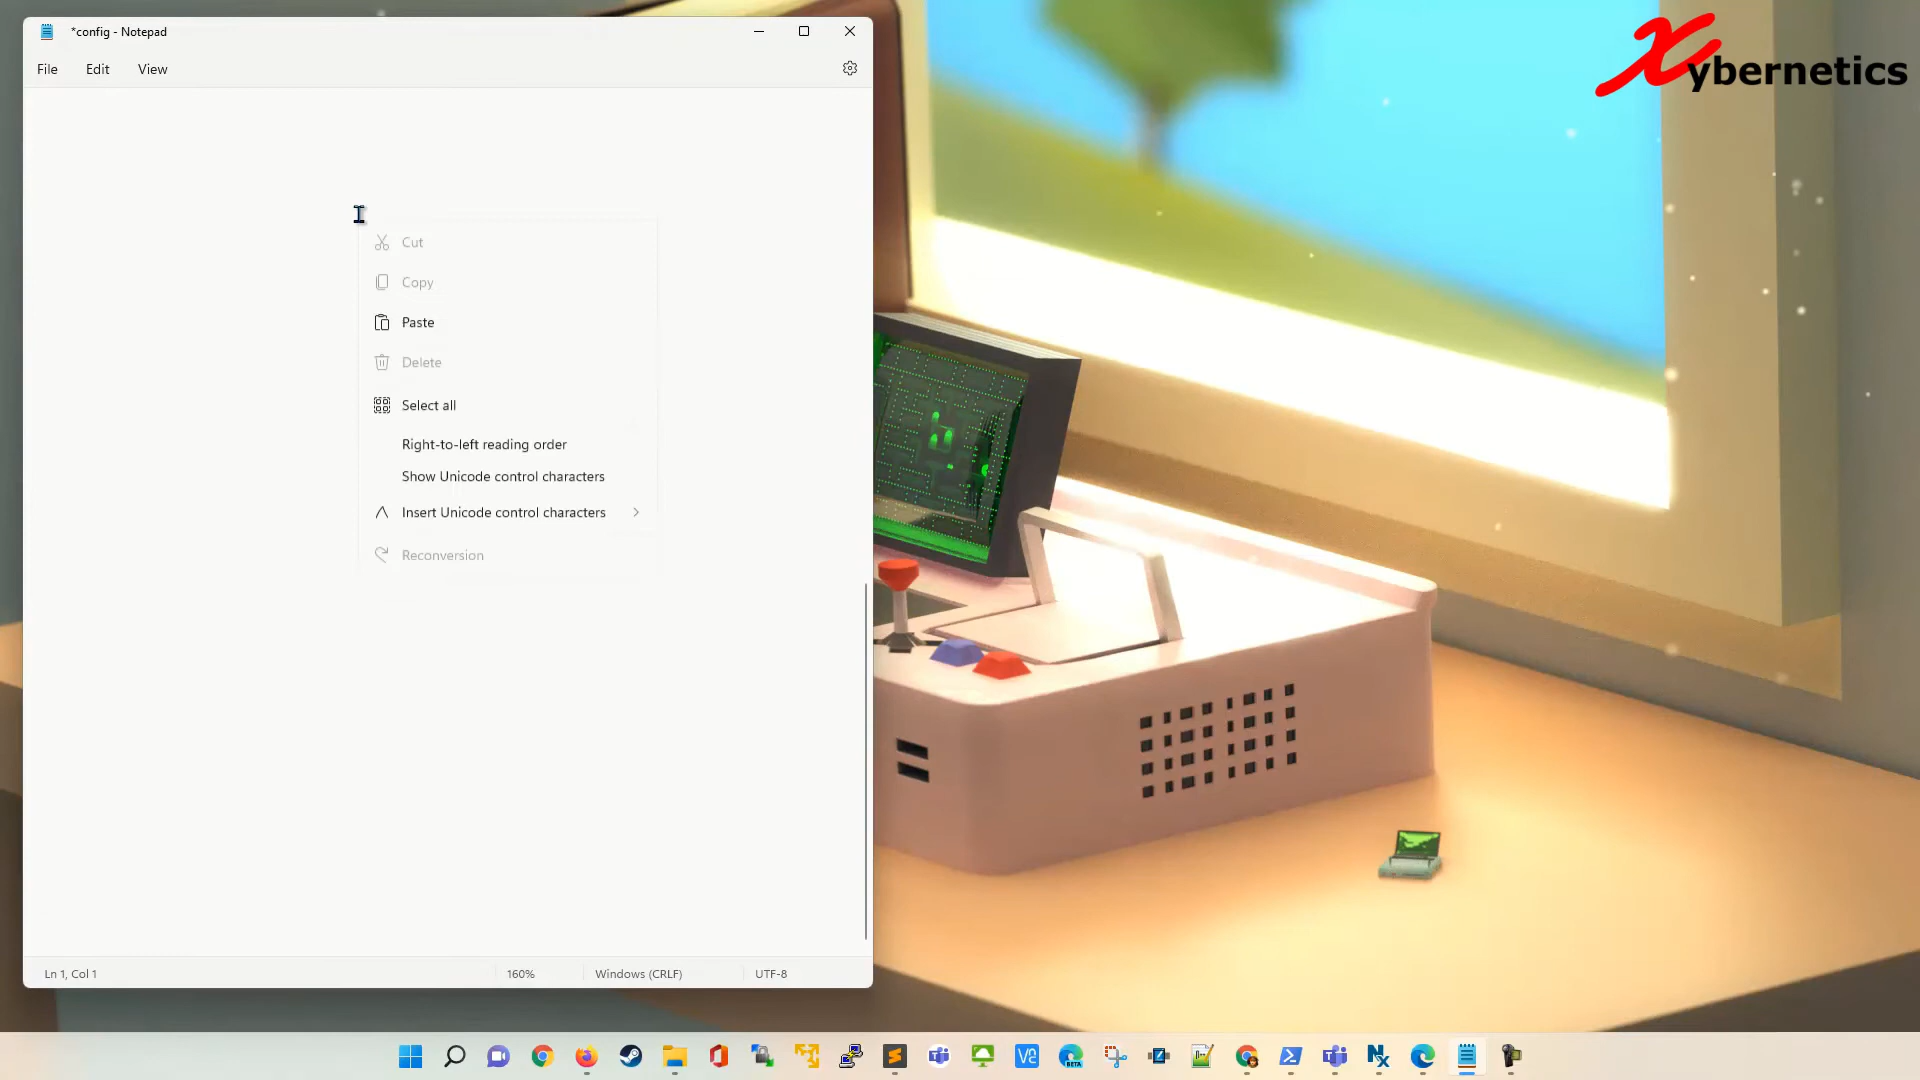 *config - Notepad
Xybernetics
File Edit View
Cut
Copy
Paste
Delete
Select all
Right-to-left reading order
Show Unicode control characters
Insert Unicode control characters
Reconversion
Ln 1, Col 1 160% Windows (CRLF) UTF-8